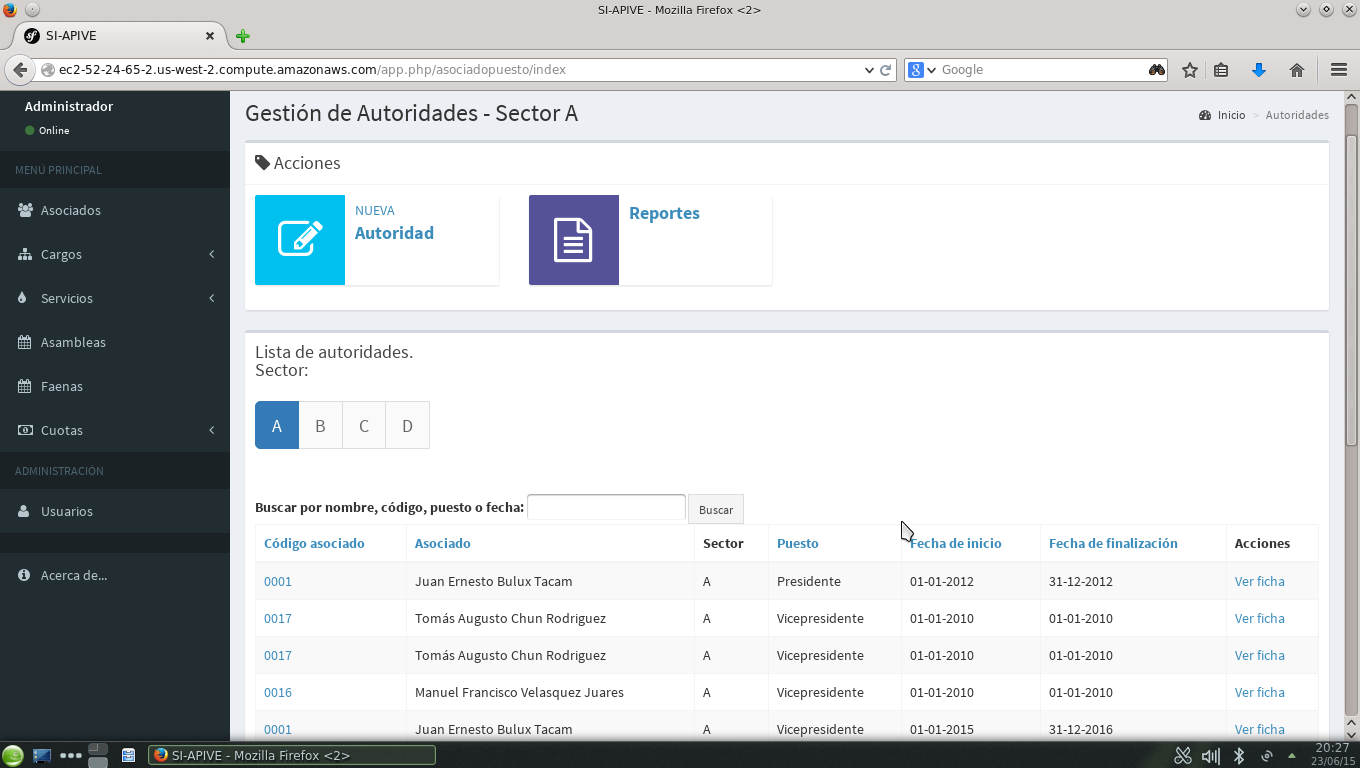 SI-APIVE - Mozilla Firefox <2>
SI-APIVE
ec2-52-24-65-2.us-west-2.compute.amazonaws.com/app.php/asociadopuesto/index
Google
Administrador
Online
MENÚ PRINCIPAL
Asociados
Cargos
Servicios
Asambleas
Faenas
Cuotas
ADMINISTRACIÓN
Usuarios
Acerca de...
Gestión de Autoridades - Sector A
Inicio > Autoridades
Acciones
NUEVA
Autoridad
Reportes
Lista de autoridades.
Sector:
A B C D
Buscar por nombre, código, puesto o fecha: Buscar
Código asociado Asociado Sector Puesto Fecha de inicio Fecha de finalización Acciones
0001 Juan Ernesto Bulux Tacam A Presidente 01-01-2012 31-12-2012 Ver ficha
0017 Tomás Augusto Chun Rodriguez A Vicepresidente 01-01-2010 01-01-2010 Ver ficha
0017 Tomás Augusto Chun Rodriguez A Vicepresidente 01-01-2010 01-01-2010 Ver ficha
0016 Manuel Francisco Velasquez Juares A Vicepresidente 01-01-2010 01-01-2010 Ver ficha
0001 Juan Ernesto Bulux Tacam A Vicepresidente 01-01-2015 31-12-2016 Ver ficha
SI-APIVE - Mozilla Firefox <2>
20:27
23/06/15